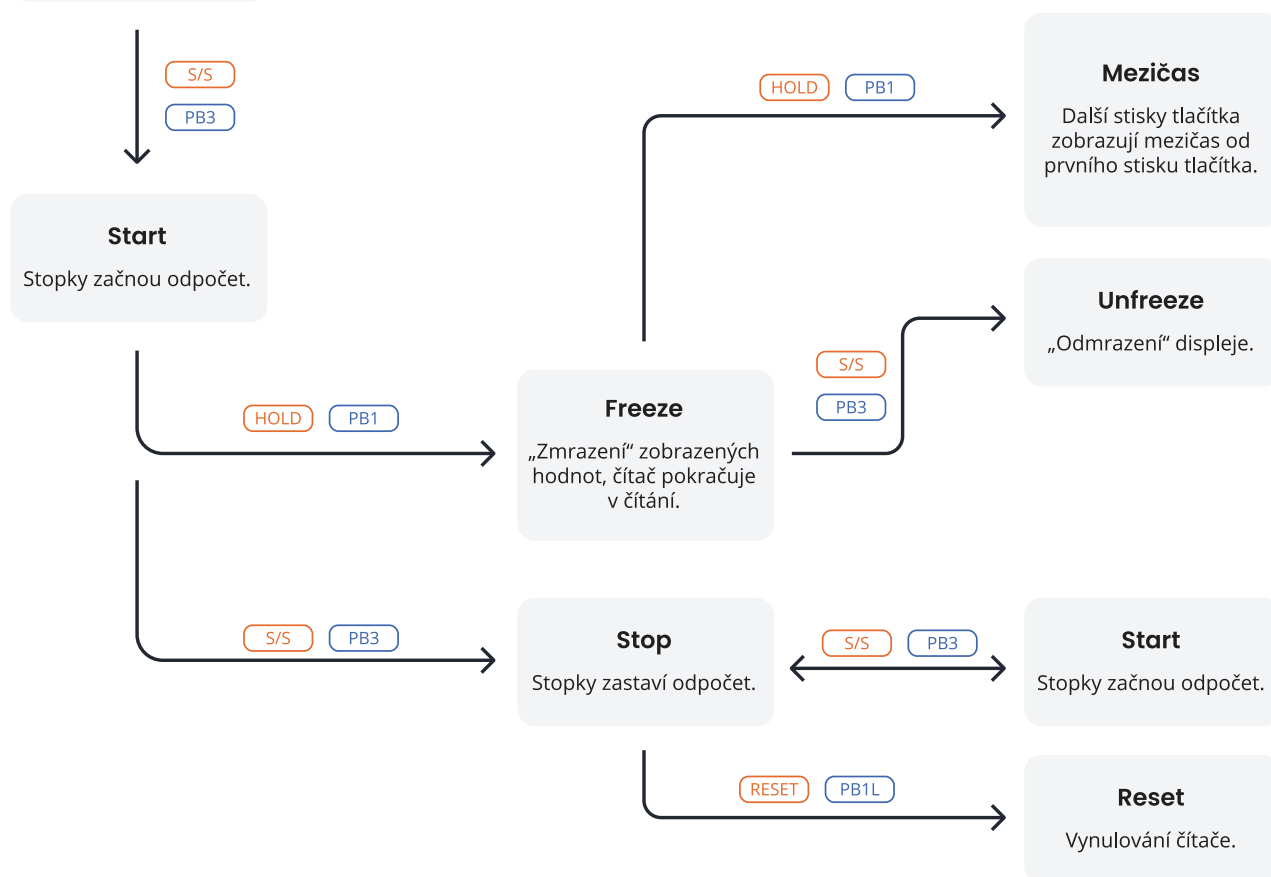 S/S
PB3
Start
Stopky začnou odpočet.
HOLD PB1
Mezičas
Další stisky tlačítka
zobrazují mezičas od
prvního stisku tlačítka.
Unfreeze
„Odmrazení“ displeje.
S/S
PB3
HOLD PB1
Freeze
„Zmrazení“ zobrazených
hodnot, čítač pokračuje
v čítání.
S/S PB3
Stop
Stopky zastaví odpočet.
S/S PB3
Start
Stopky začnou odpočet.
RESET PB1L
Reset
Vynulování čítače.